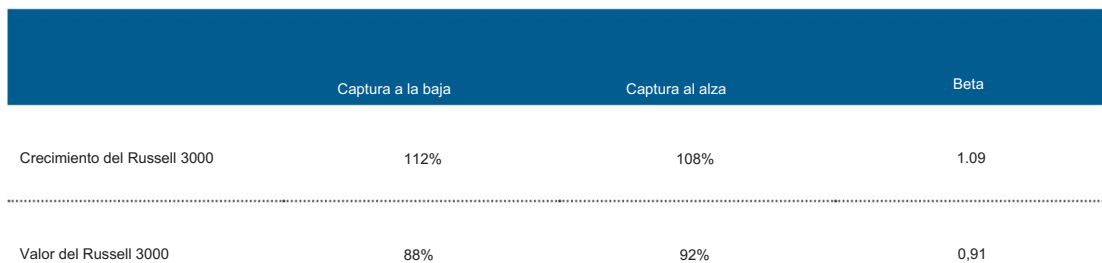 Captura a la baja Captura al alza Beta
Crecimiento del Russell 3000 112% 108% 1.09
Valor del Russell 3000 88% 92% 0,91